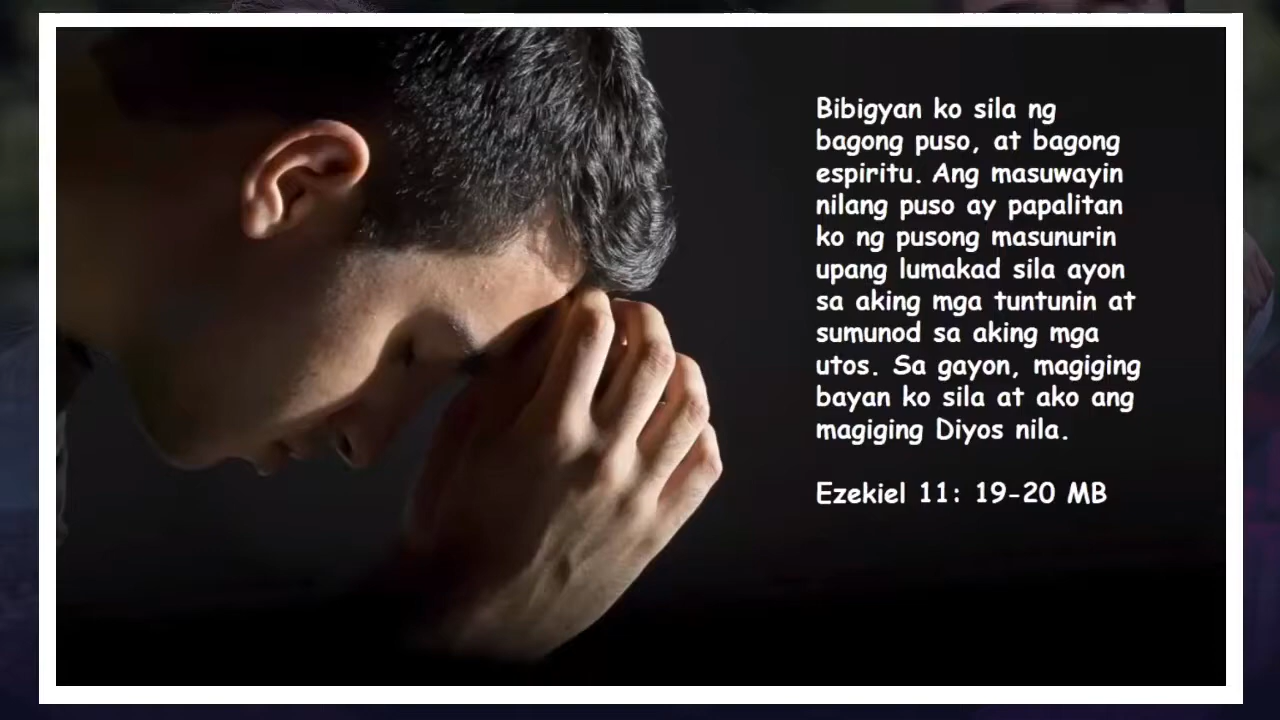 Bibigyan ko sila ng
bagong puso, at bagong
espiritu. Ang masuwayin
nilang puso ay papalitan
ko ng pusong masunurin
upang lumakad sila ayon
sa aking mga tuntunin at
sumunod sa aking mga
utos. Sa gayon, magiging
bayan ko sila at ako ang
magiging Diyos nila.
Ezekiel 11: 19-20 MB